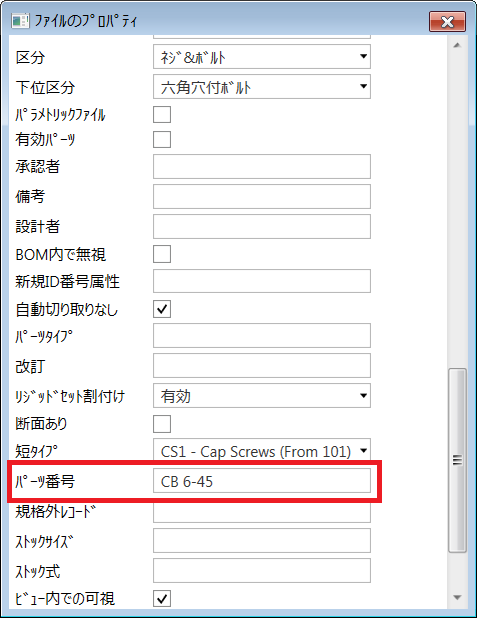 ﾌｧｲﾙのﾌﾟﾛﾊﾟﾃｨ
区分 ﾈｼﾞ&ﾎﾞﾙﾄ
下位区分 六角穴付ﾎﾞﾙﾄ
ﾊﾟﾗﾒﾄﾘｯｸﾌｧｲﾙ
有効ﾊﾟｰﾂ
承認者
備考
設計者
BOM内で無視
新規ID番号属性
自動切り取りなし
ﾊﾟｰﾂﾀｲﾌﾟ
改訂
ﾘｼﾞｯﾄﾞｾｯﾄ割付け 有効
断面あり
短ﾀｲﾌﾟ CS1 - Cap Screws (From 101)
ﾊﾟｰﾂ番号 CB 6-45
規格外ﾚｺｰﾄﾞ
ｽﾄｯｸｻｲｽﾞ
ｽﾄｯｸ式
ﾋﾞｭｰ内での可視